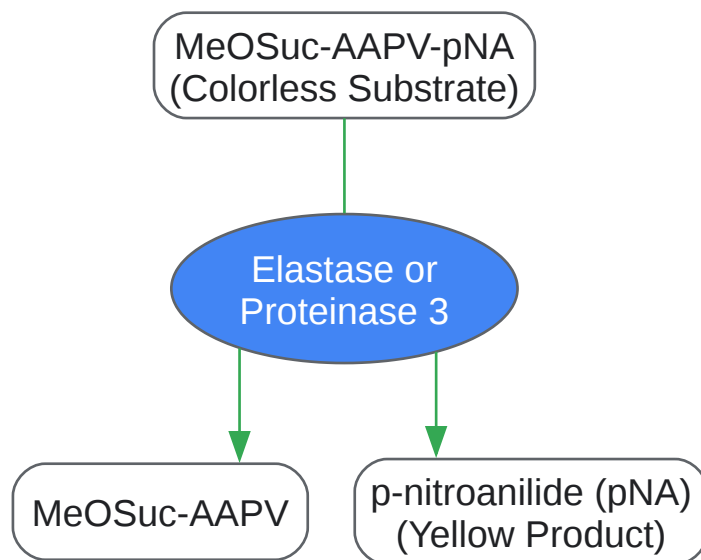 MeOSuc-AAPV-pNA
(Colorless Substrate)
Elastase or
Proteinase 3
MeOSuc-AAPV
p-nitroanilide (pNA)
(Yellow Product)